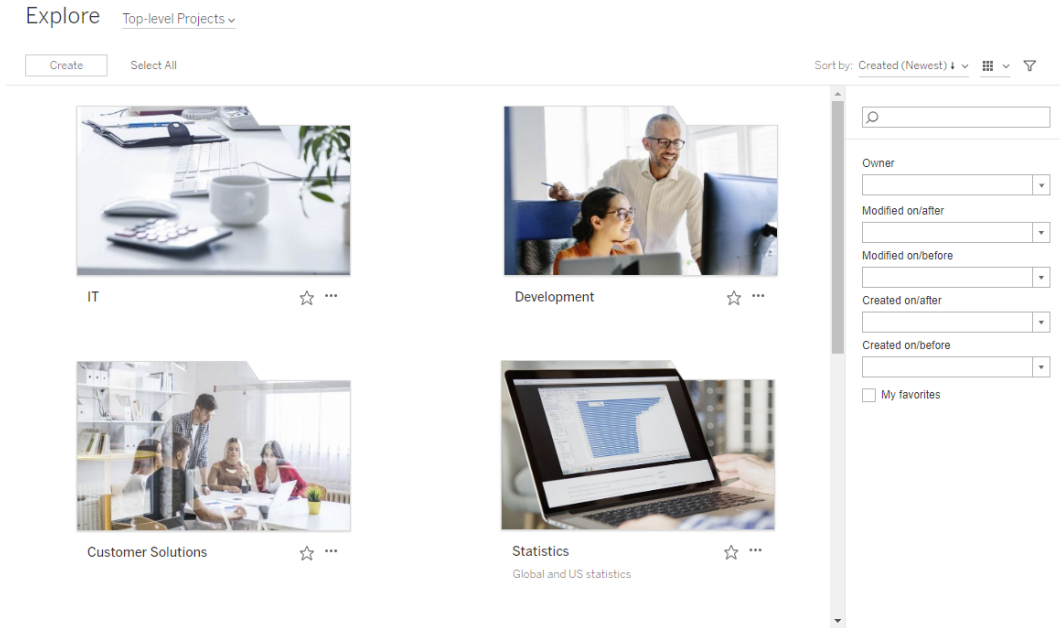 Explore
Top-level Projects
Create
Select All
Sort by: Created (Newest)
IT
Development
Customer Solutions
Statistics
Global and US statistics
Owner
Modified on/after
Modified on/before
Created on/after
Created on/before
My favorites